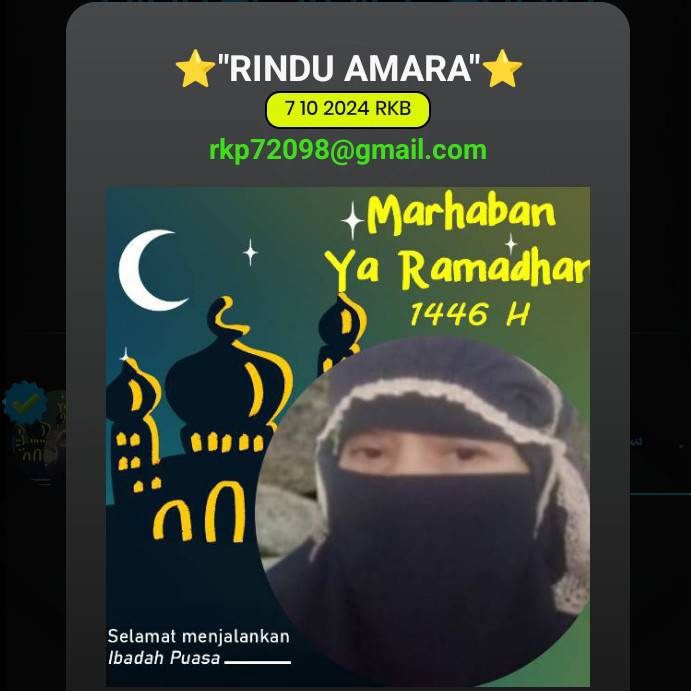 ⭐"RINDU AMARA"⭐
7 10 2024 RKB
rkp72098@gmail.com
Marhaban
Ya Ramadhan
1446 H
Selamat menjalankan
Ibadah Puasa